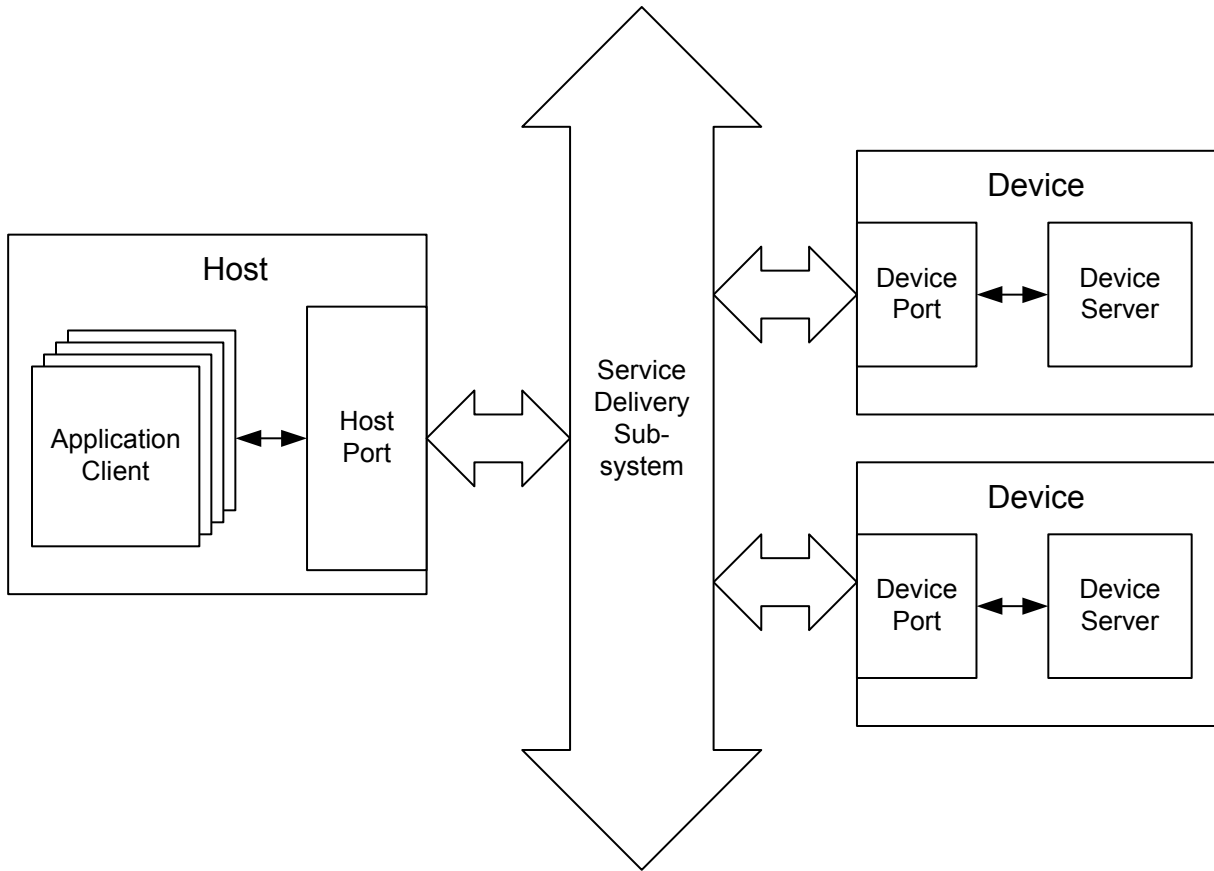 Host
Application
Client
Host
Port
Service
Delivery
Sub-
system
Device
Device
Port
Device
Server
Device
Device
Port
Device
Server